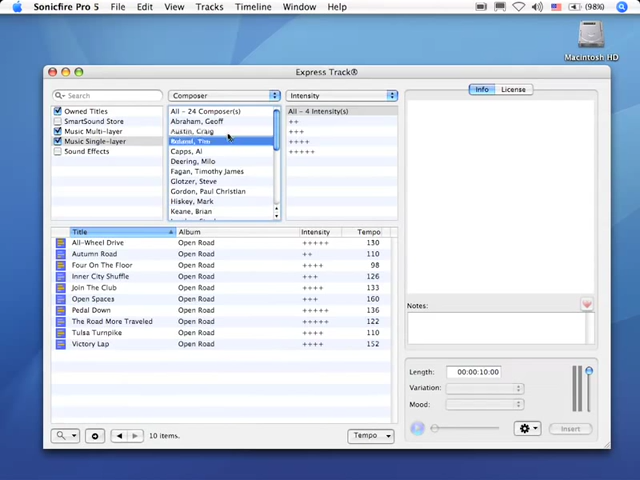 Sonicfire Pro 5 File Edit View Tracks Timeline Window Help (98%)
Macintosh HD
Express Track®
Search
Composer
Intensity
Info License
Owned Titles
SmartSound Store
Music Multi-layer
Music Single-layer
Sound Effects
All - 24 Composer(s)
Abraham, Geoff
Austin, Craig
Boland, Tim
Capps, Al
Deering, Milo
Fagan, Timothy James
Glotzer, Steve
Gordon, Paul Christian
Hiskey, Mark
Keane, Brian
All - 4 Intensity(s)
++
+++
++++
+++++
Title Album Intensity Tempo
All-Wheel Drive Open Road +++++ 130
Autumn Road Open Road ++ 110
Four On The Floor Open Road ++++ 98
Inner City Shuffle Open Road +++ 126
Join The Club Open Road ++++ 133
Open Spaces Open Road +++ 160
Pedal Down Open Road +++++ 136
The Road More Traveled Open Road +++++ 122
Tulsa Turnpike Open Road ++++ 110
Victory Lap Open Road ++++ 152
10 items.
Tempo
Notes:
Length: 00:00:10:00
Variation:
Mood:
Insert